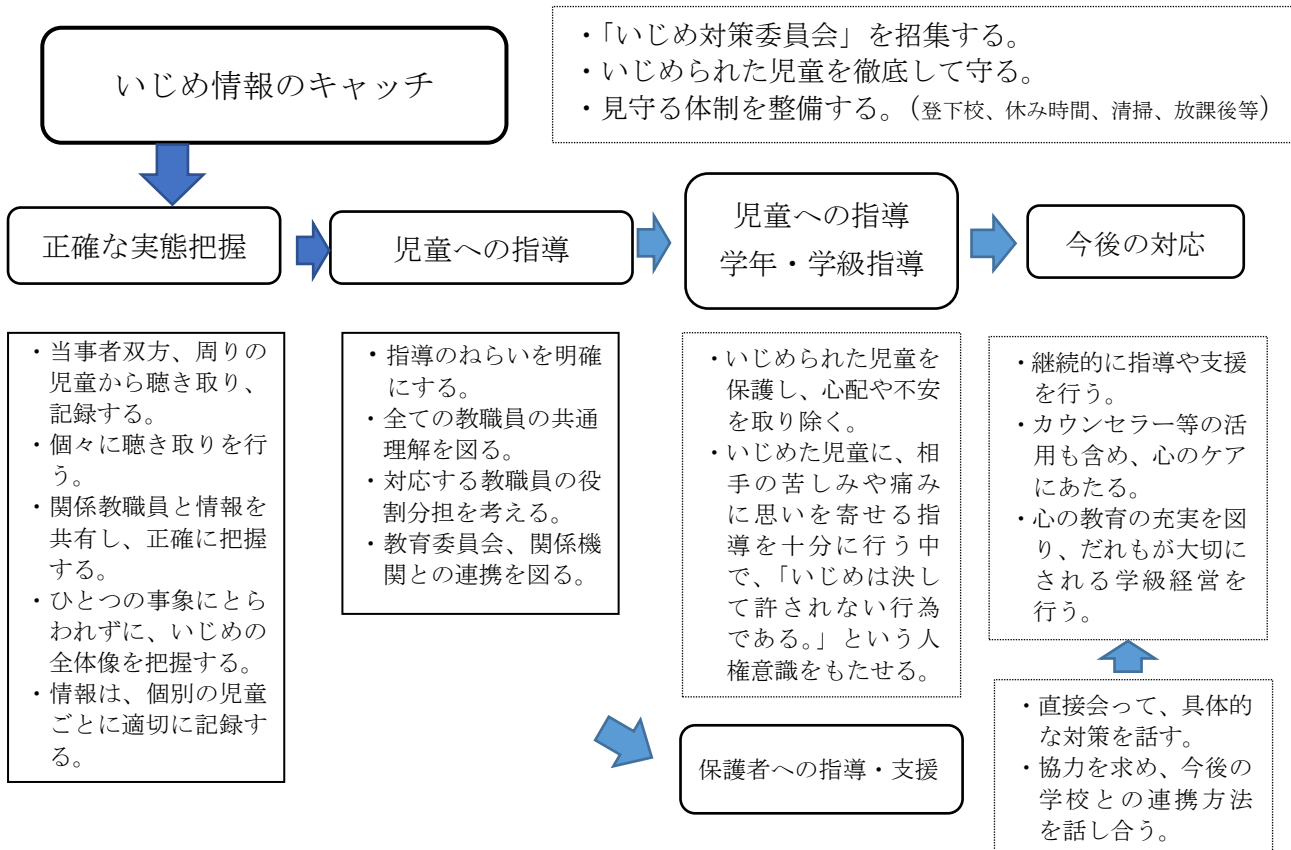 いじめ情報のキャッチ
・「いじめ対策委員会」を招集する。
・いじめられた児童を徹底して守る。
・見守る体制を整備する。（登下校、休み時間、清掃、放課後等）
正確な実態把握
児童への指導
児童への指導
学年・学級指導
今後の対応
・当事者双方、周りの
児童から聴き取り、
記録する。
・個々に聴き取りを行
う。
・関係教職員と情報を
共有し、正確に把握
する。
・ひとつの事象にとら
われずに、いじめの
全体像を把握する。
・情報は、個別の児童
ごとに適切に記録す
る。
・指導のねらいを明確
にする。
・全ての教職員の共通
理解を図る。
・対応する教職員の役
割分担を考える。
・教育委員会、関係機
関との連携を図る。
・いじめられた児童を
保護し、心配や不安
を取り除く。
・いじめた児童に、相
手の苦しみや痛み
に思いを寄せる指
導を十分に行う中
で、「いじめは決し
て許されない行為
である。」という人
権意識をもたせる。
・継続的に指導や支援
を行う。
・カウンセラー等の活
用も含め、心のケア
にあたる。
・心の教育の充実を図
り、だれもが大切に
される学級経営を
行う。
保護者への指導・支援
・直接会って、具体的
な対策を話す。
・協力を求め、今後の
学校との連携方法
を話し合う。